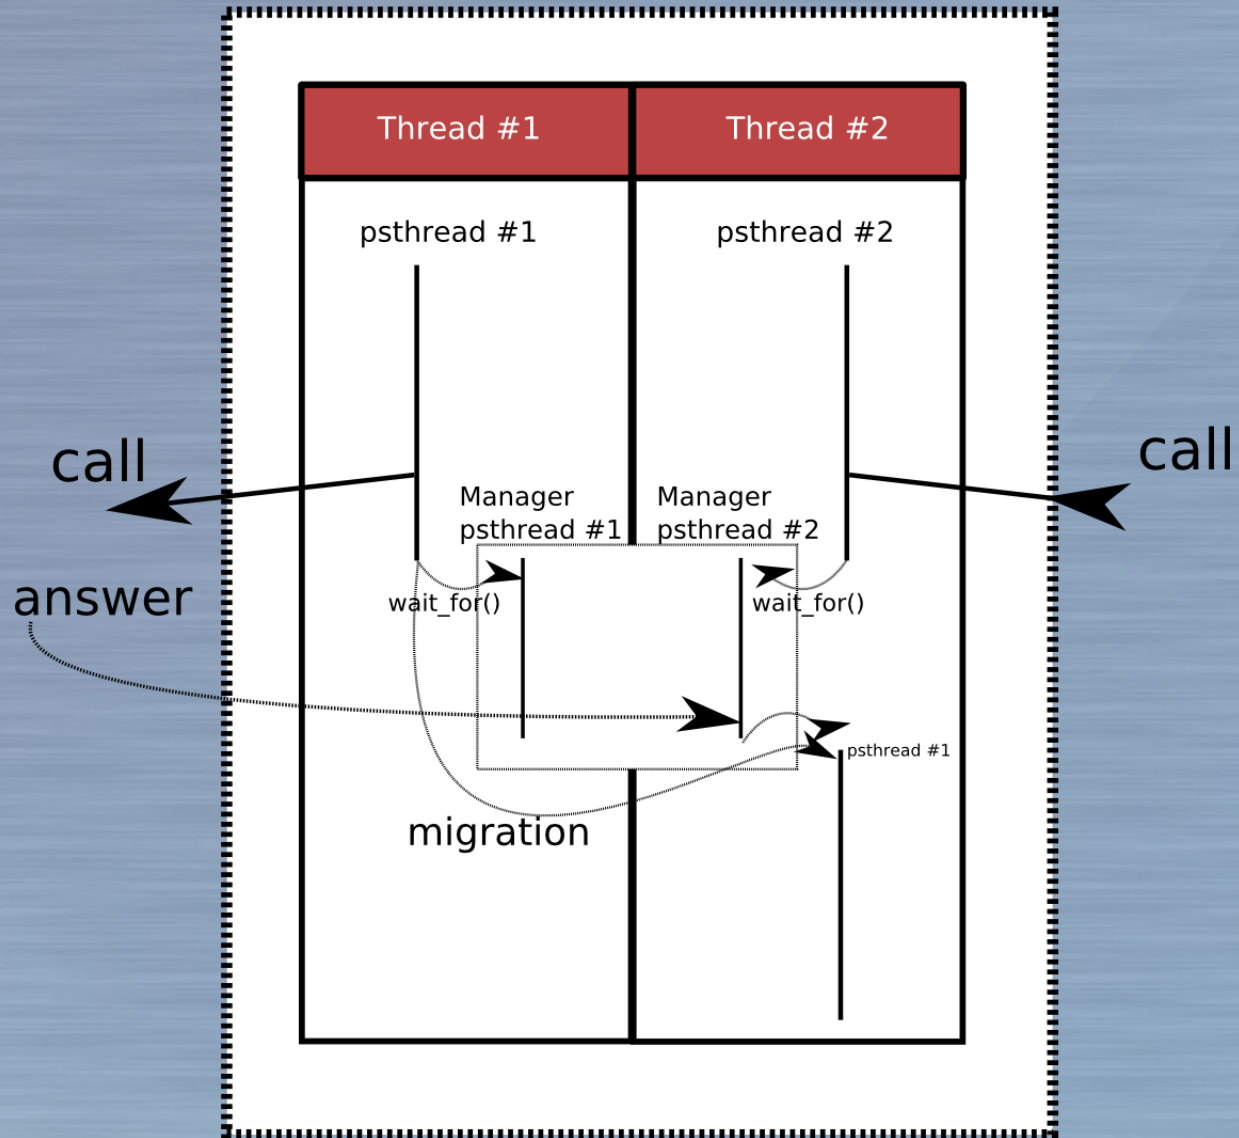 Thread #1
Thread #2
psthread #1
psthread #2
call
call
Manager
psthread #1
Manager
psthread #2
answer
wait_for()
wait_for()
psthread #1
migration